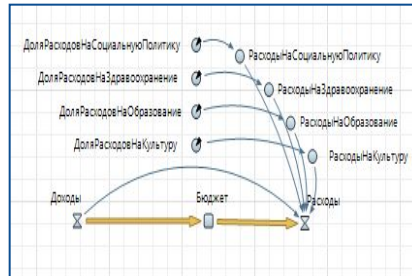 ДоляРасходовНаСоциальнуюПолитику
РасходыНаСоциальнуюПолитику
ДоляРасходовНаЗдравоохранение
РасходыНаЗдравоохранение
ДоляРасходовНаОбразование
РасходыНаОбразование
ДоляРасходовНаКультуру
РасходыНаКультуру
Доходы
Бюджет
Расходы